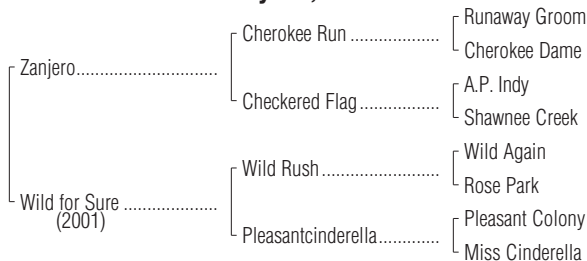 Runaway Groom
Cherokee Run ..................
Cherokee Dame
Zanjero.............................
A.P. Indy
Checkered Flag................
Shawnee Creek
Wild Again
Wild Rush........................
Rose Park
Wild for Sure ...................
(2001)
Pleasant Colony
Pleasantcinderella............
Miss Cinderella